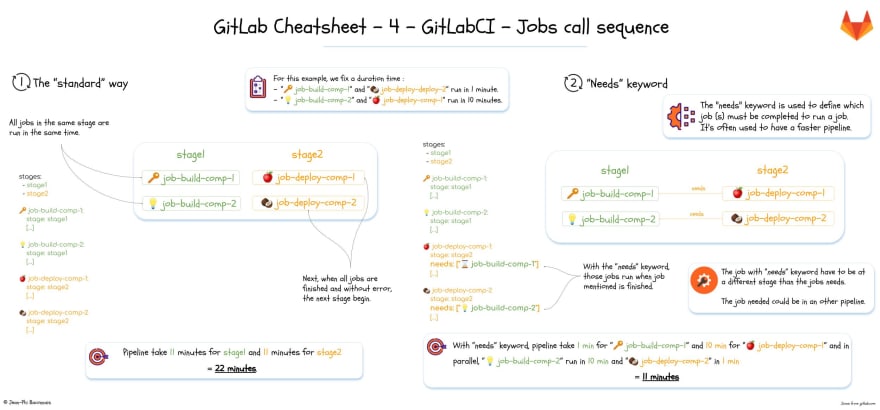 GitLab Cheatsheet - 4 - GitLabCI - Jobs call sequence
1 The "standard" way
For this example, we fix a duration time :
- "job-build-comp-1" and "job-deploy-deploy-2" run in 1 minute.
- "job-build-comp-2" and "job-deploy-comp-1" run in 10 minutes.
2 "Needs" keyword
The "needs" keyword is used to define which
job (s) must be completed to run a job.
It's often used to have a faster pipeline.
All jobs in the same stage are
run in the same time.
stage1 stage2
job-build-comp-1 job-deploy-comp-1
job-build-comp-2 job-deploy-comp-2
stages:
- stage1
- stage2
job-build-comp-1:
stage: stage1
[...]
job-build-comp-2:
stage: stage1
[...]
job-deploy-comp-1:
stage: stage2
[...]
job-deploy-comp-2:
stage: stage2
[...]
Next, when all jobs are
finished and without error,
the next stage begin.
Pipeline take 11 minutes for stage1 and 11 minutes for stage2
= 22 minutes.
stages:
- stage1
- stage2
job-build-comp-1:
stage: stage1
[...]
job-build-comp-2:
stage: stage1
[...]
job-deploy-comp-1:
stage: stage2
needs: ["job-build-comp-1"]
[...]
job-deploy-comp-2:
stage: stage2
needs: ["job-build-comp-2"]
[...]
stage1 stage2
job-build-comp-1 needs job-deploy-comp-1
job-build-comp-2 needs job-deploy-comp-2
With the "needs" keyword,
those jobs run when job
mentioned is finished.
The job with "needs" keyword have to be at
a different stage than the jobs needs.
The job needed could be in an other pipeline.
With "needs" keyword, pipeline take 1 min for "job-build-comp-1" and 10 min for "job-deploy-comp-1" and in
parallel, "job-build-comp-2" run in 10 min and "job-deploy-comp-2" in 1 min
= 11 minutes.